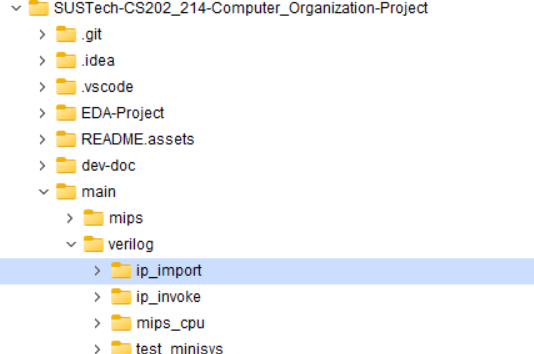 SUSTech-CS202_214-Computer_Organization-Project
.git
.idea
.vscode
EDA-Project
README.assets
dev-doc
main
mips
verilog
ip_import
ip_invoke
mips_cpu
test_minisys